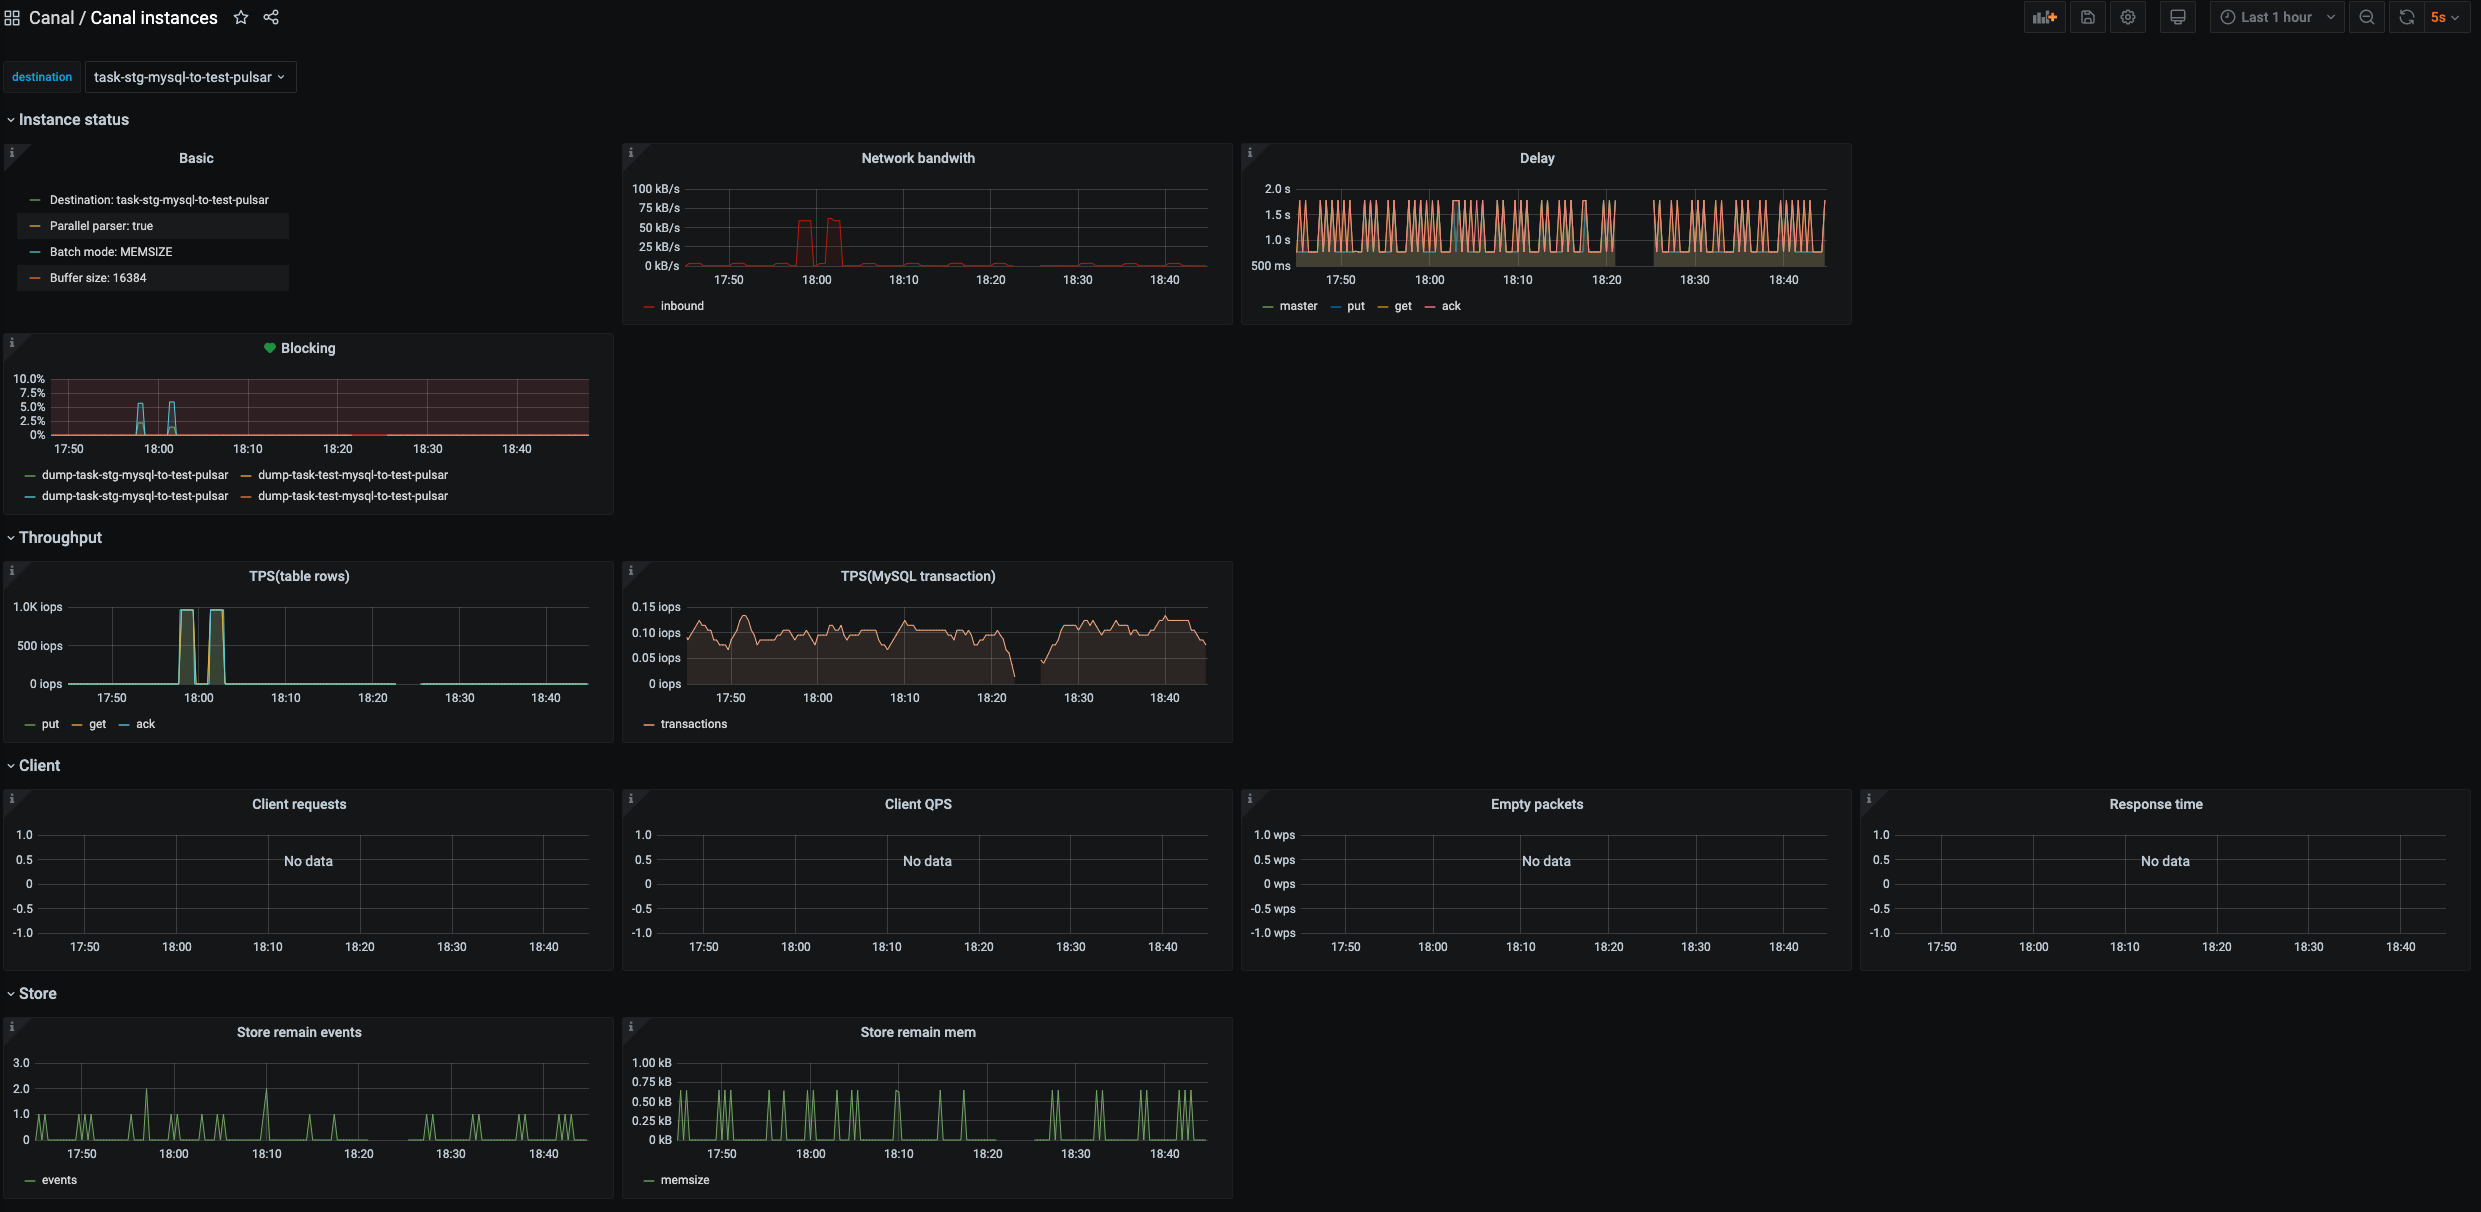 Canal / Canal instances
Last 1 hour
5s
destination
task-stg-mysql-to-test-pulsar
Instance status
Basic
Destination: task-stg-mysql-to-test-pulsar
Parallel parser: true
Batch mode: MEMSIZE
Buffer size: 16384
Network bandwith
100 kB/s
75 kB/s
50 kB/s
25 kB/s
0 kB/s
17:50 18:00 18:10 18:20 18:30 18:40
inbound
Delay
2.0 s
1.5 s
1.0 s
500 ms
17:50 18:00 18:10 18:20 18:30 18:40
master put get ack
Blocking
10.0%
7.5%
5.0%
2.5%
0%
17:50 18:00 18:10 18:20 18:30 18:40
dump-task-stg-mysql-to-test-pulsar dump-task-test-mysql-to-test-pulsar
dump-task-stg-mysql-to-test-pulsar dump-task-test-mysql-to-test-pulsar
Throughput
TPS(table rows)
1.0K iops
500 iops
0 iops
17:50 18:00 18:10 18:20 18:30 18:40
put get ack
TPS(MySQL transaction)
0.15 iops
0.10 iops
0.05 iops
0 iops
17:50 18:00 18:10 18:20 18:30 18:40
transactions
Client
Client requests
1.0
0.5
0
-0.5
-1.0
No data
17:50 18:00 18:10 18:20 18:30 18:40
Client QPS
1.0
0.5
0
-0.5
-1.0
No data
17:50 18:00 18:10 18:20 18:30 18:40
Empty packets
1.0 wps
0.5 wps
0 wps
-0.5 wps
-1.0 wps
No data
17:50 18:00 18:10 18:20 18:30 18:40
Response time
1.0
0.5
0
-0.5
-1.0
No data
17:50 18:00 18:10 18:20 18:30 18:40
Store
Store remain events
3.0
2.0
1.0
0
17:50 18:00 18:10 18:20 18:30 18:40
events
Store remain mem
1.00 kB
0.75 kB
0.50 kB
0.25 kB
0 kB
17:50 18:00 18:10 18:20 18:30 18:40
memsize